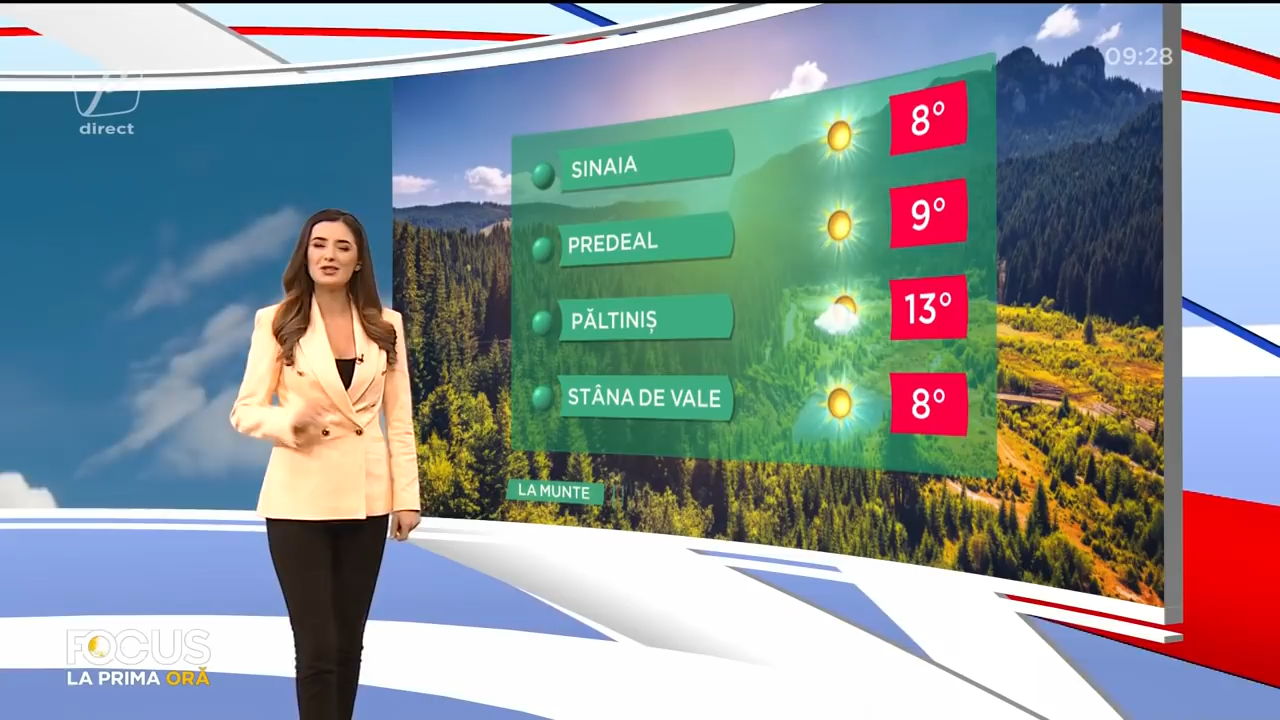 direct
09:28
SINAIA 8°
PREDEAL 9°
PĂLTINIȘ 13°
STÂNA DE VALE 8°
LA MUNTE
FOCUS
LA PRIMA ORĂ